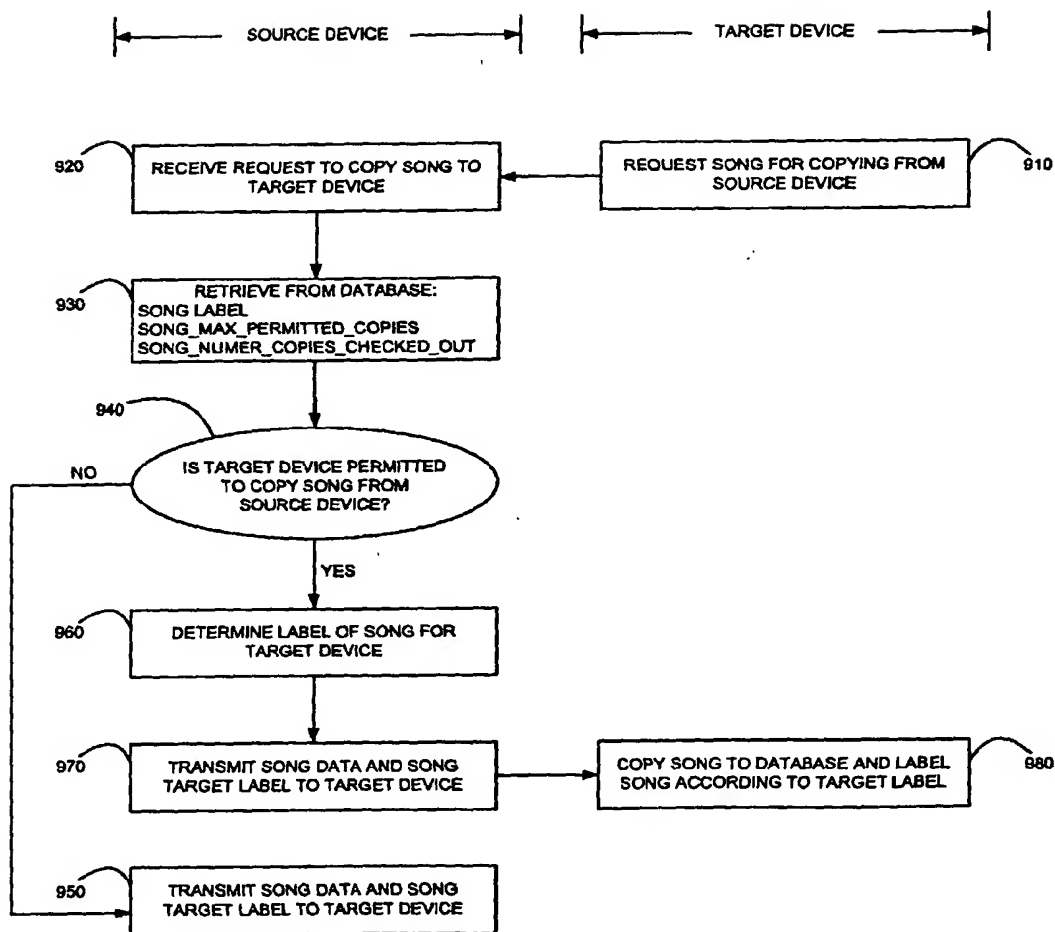 SOURCE DEVICE
TARGET DEVICE
920
RECEIVE REQUEST TO COPY SONG TO
TARGET DEVICE
REQUEST SONG FOR COPYING FROM
SOURCE DEVICE
910
930
RETRIEVE FROM DATABASE:
SONG LABEL
SONG_MAX_PERMITTED_COPIES
SONG_NUMER_COPIES_CHECKED_OUT
940
IS TARGET DEVICE PERMITTED
TO COPY SONG FROM
SOURCE DEVICE?
NO
YES
960
DETERMINE LABEL OF SONG FOR
TARGET DEVICE
970
TRANSMIT SONG DATA AND SONG
TARGET LABEL TO TARGET DEVICE
COPY SONG TO DATABASE AND LABEL
SONG ACCORDING TO TARGET LABEL
980
950
TRANSMIT SONG DATA AND SONG
TARGET LABEL TO TARGET DEVICE